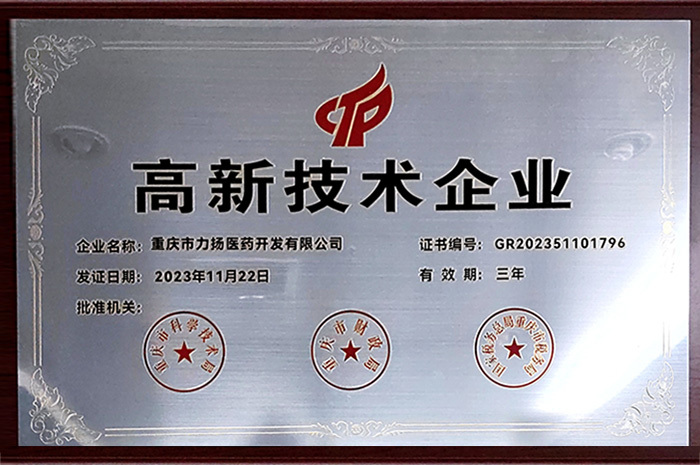 高新技术企业
企业名称：重庆市力扬医药开发有限公司
证书编号：GR202351101796
发证日期：2023年11月22日
有效期：三年
批准机关：
重庆市科学技术局
重庆市财政局
国家税务总局重庆市税务局